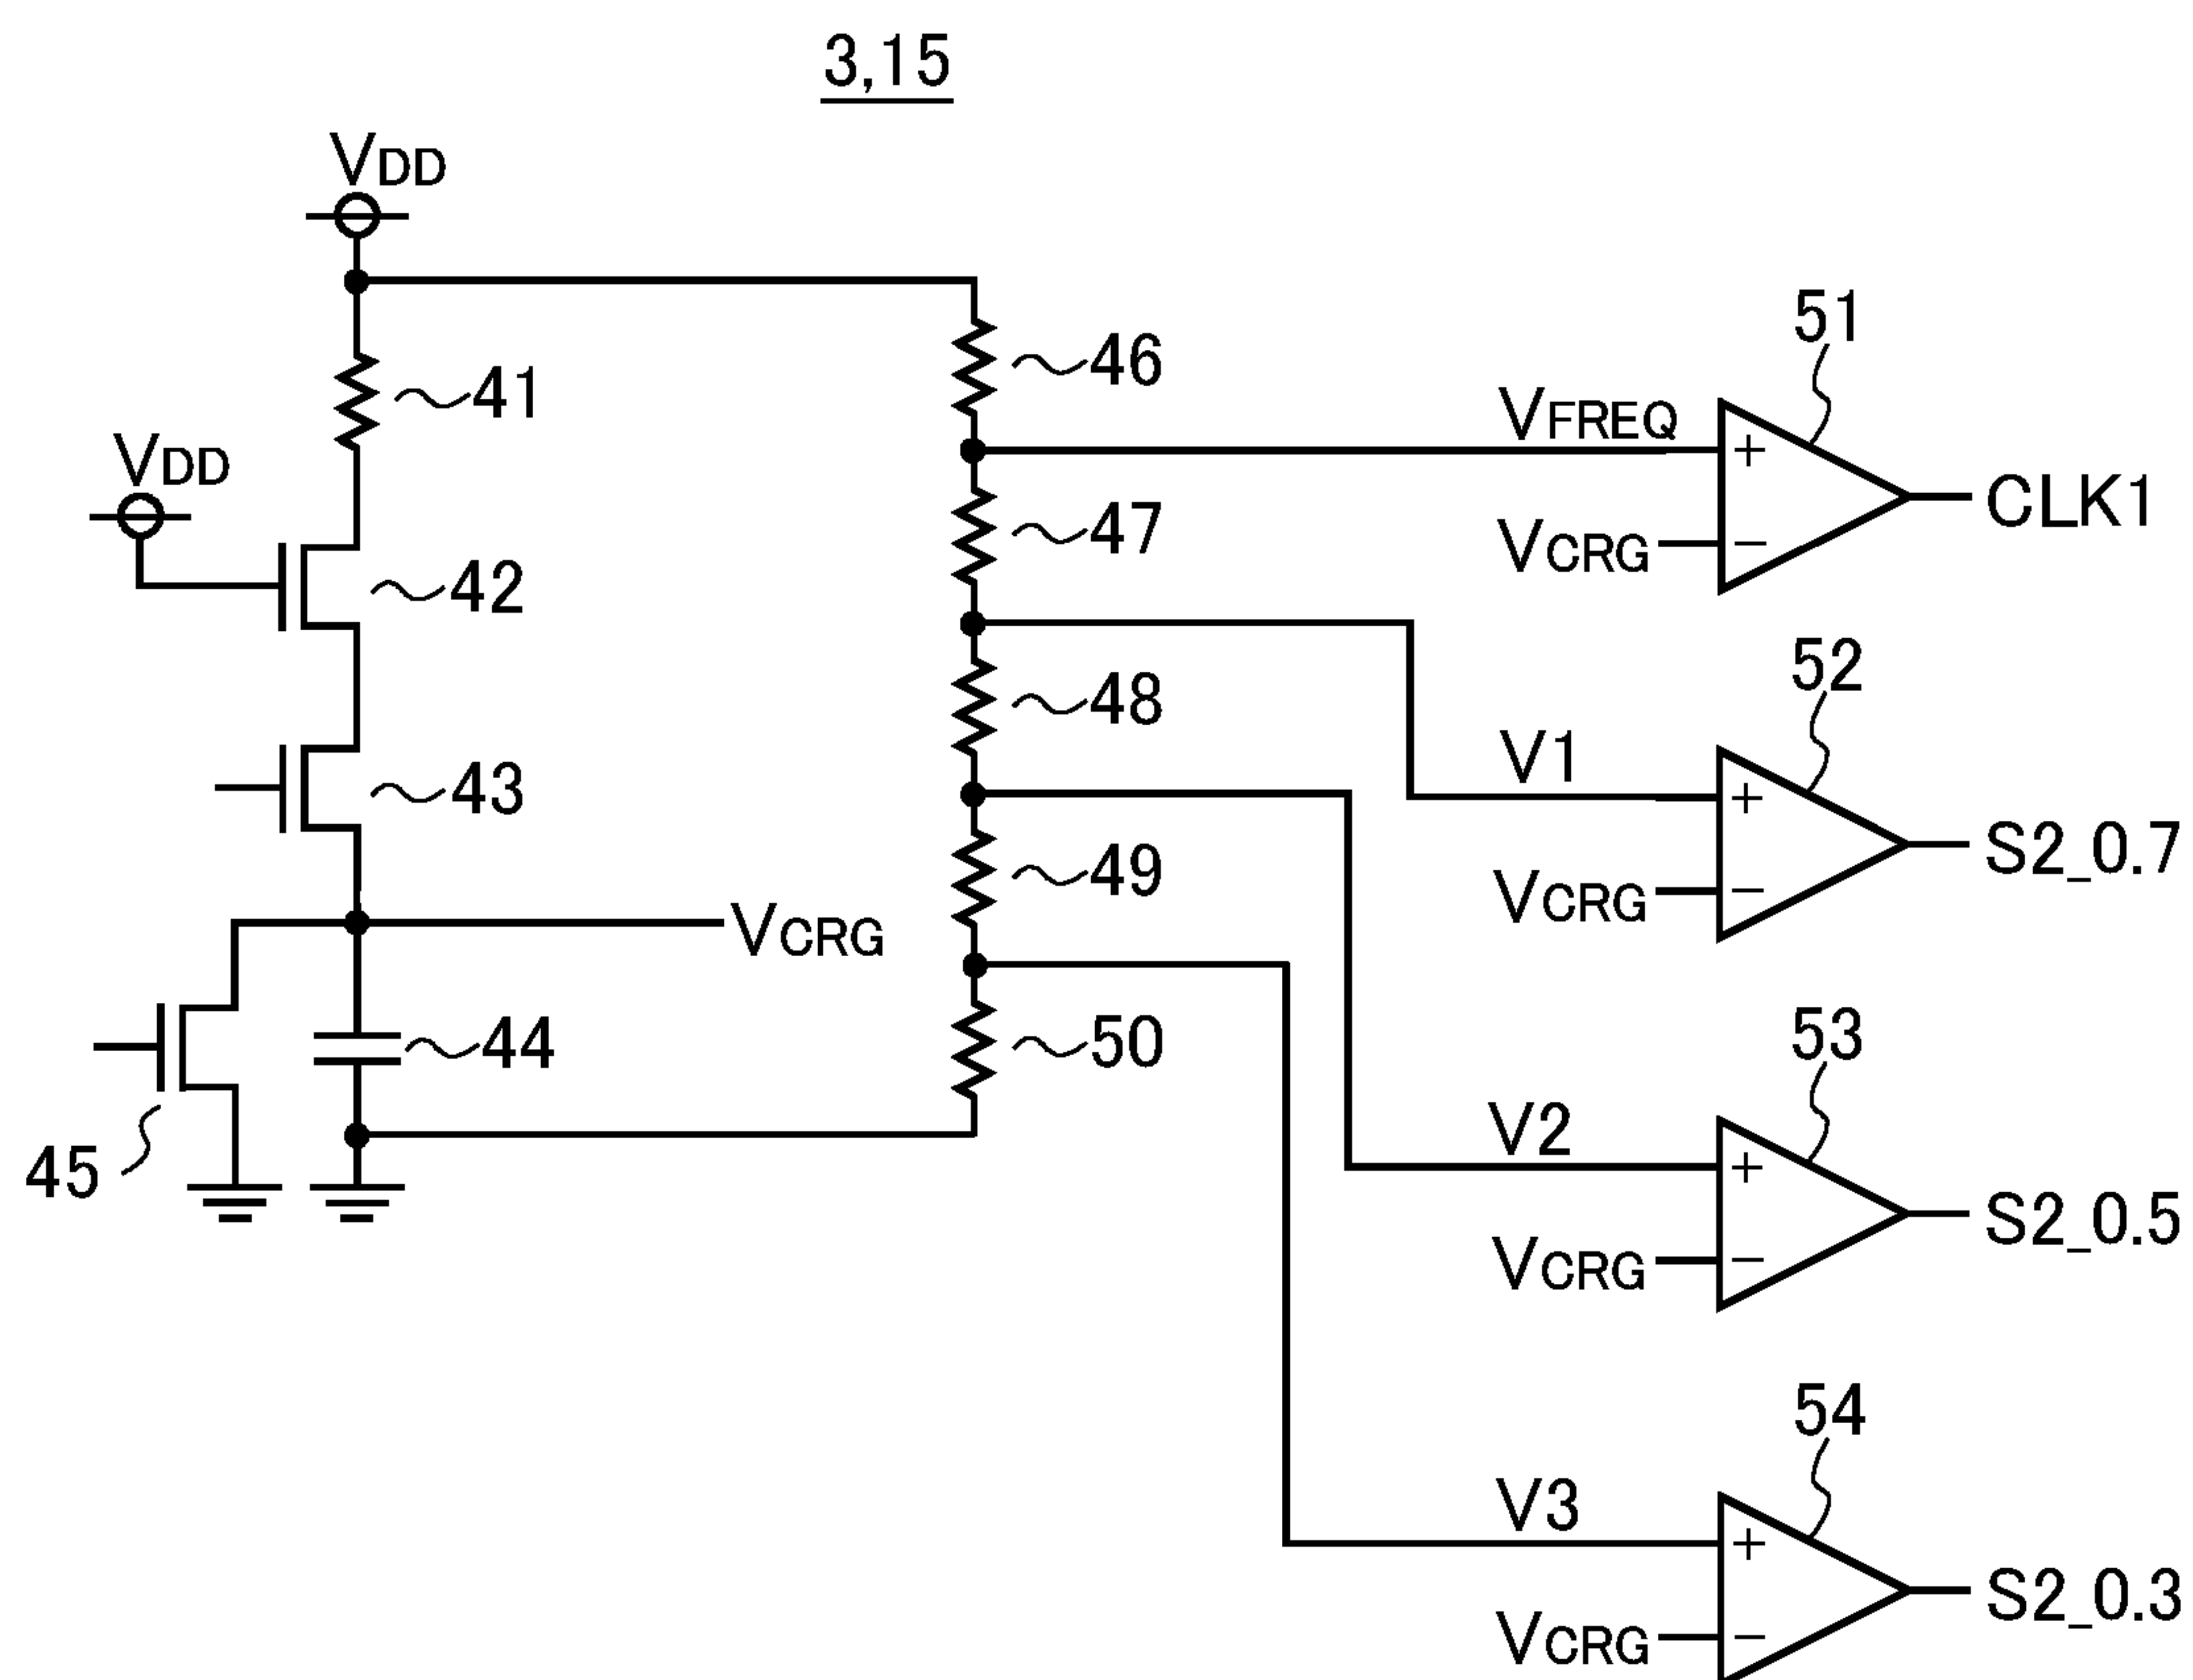 3,15
VDD
51
46
41
VFREQ
+
VDD
47
CLK1
VCRG
−
42
52
48
V1
+
43
S2_0.7
49
VCRG
−
VCRG
53
44
50
V2
+
45
S2_0.5
VCRG
−
54
V3
+
S2_0.3
VCRG
−